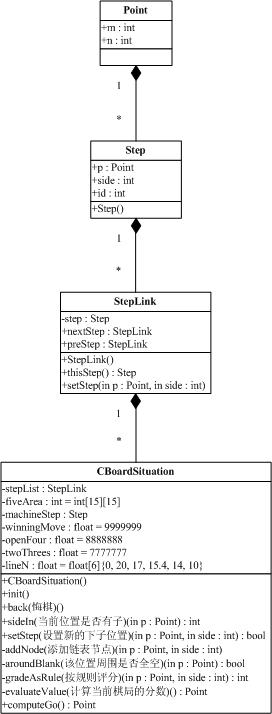 Point
+m : int
+n : int
1
*
Step
+p : Point
+side : int
+id : int
+Step()
1
*
StepLink
-step : Step
+nextStep : StepLink
+preStep : StepLink
+StepLink()
+thisStep() : Step
+setStep(in p : Point, in side : int)
1
*
CBoardSituation
-stepList : StepLink
-fiveArea : int = int[15][15]
-machineStep : Step
-winningMove : float = 9999999
-openFour : float = 8888888
-twoThrees : float = 7777777
-lineN : float = float[6]{0, 20, 17, 15.4, 14, 10}
+CBoardSituation()
+init()
+back(悔棋)()
+sideIn(当前位置是否有子)(in p : Point) : int
+setStep(设置新的下子位置)(in p : Point, in side : int) : bool
-addNode(添加链表节点)(in p : Point, in side : int)
-aroundBlank(该位置周围是否全空)(in p : Point) : bool
-gradeAsRule(按规则评分)(in p : Point, in side : int) : int
-evaluateValue(计算当前棋局的分数)() : Point
+computeGo() : Point